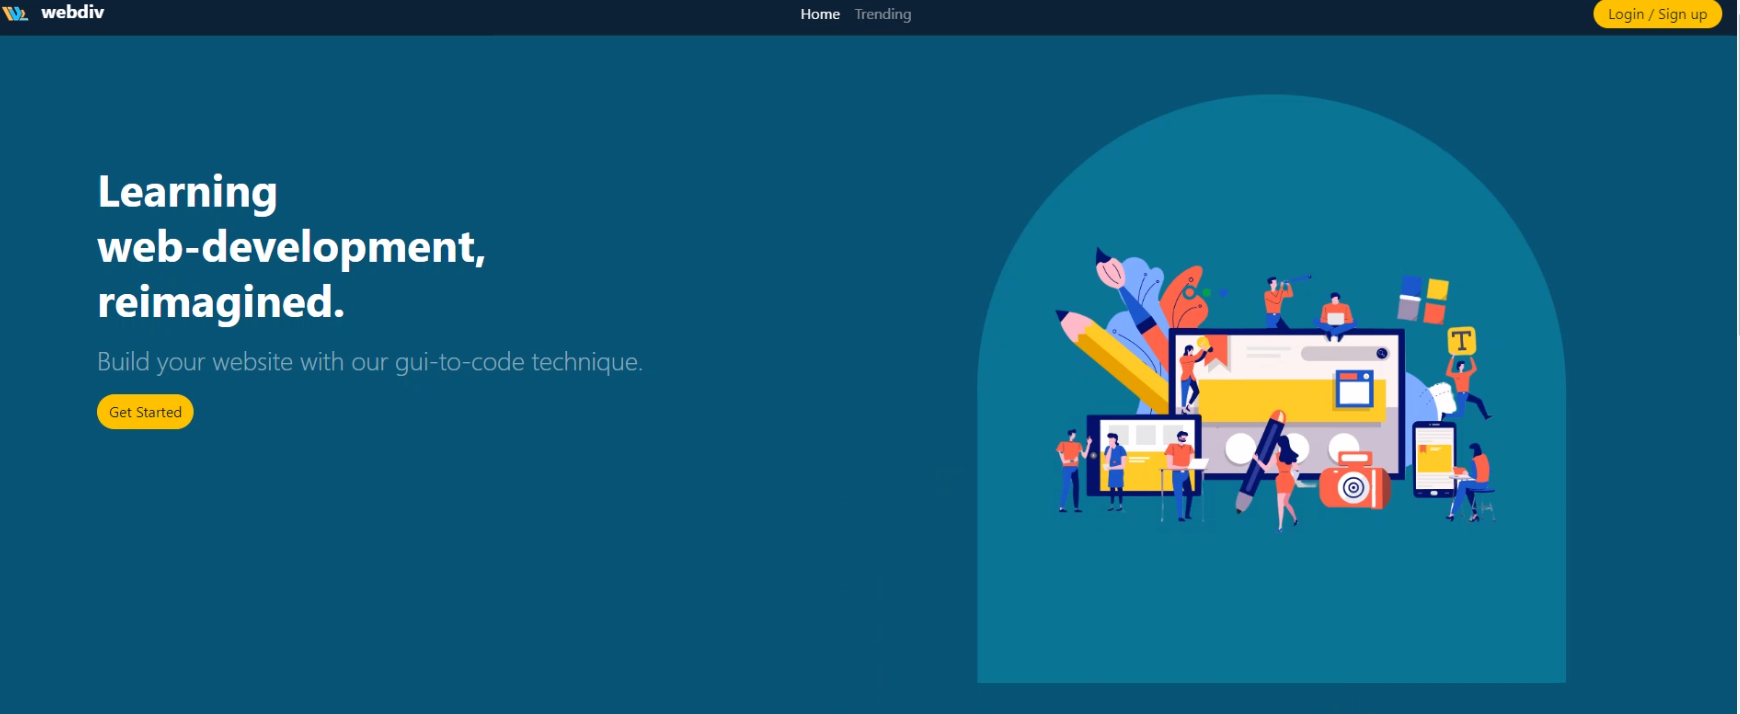 webdiv
Home Trending
Login / Sign up
Learning
web-development,
reimagined.
Build your website with our gui-to-code technique.
Get Started
T